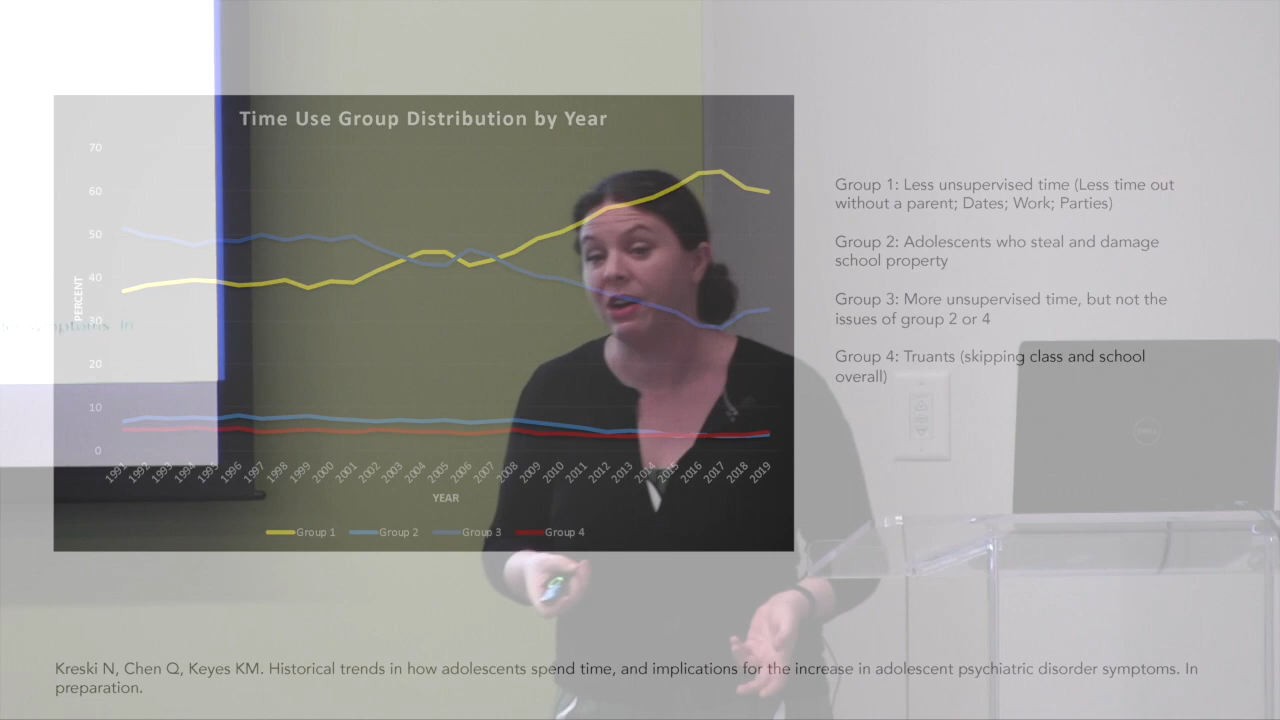 Time Use Group Distribution by Year
70
60
50
40
30
20
10
0
PERCENT
1991 1992 1993 1994 1995 1996 1997 1998 1999 2000 2001 2002 2003 2004 2005 2006 2007 2008 2009 2010 2011 2012 2013 2014 2015 2016 2017 2018 2019
YEAR
Group 1 Group 2 Group 3 Group 4
Group 1: Less unsupervised time (Less time out
without a parent; Dates; Work; Parties)
Group 2: Adolescents who steal and damage
school property
Group 3: More unsupervised time, but not the
issues of group 2 or 4
Group 4: Truants (skipping class and school
overall)
symptoms. In
DELL
Kreski N, Chen Q, Keyes KM. Historical trends in how adolescents spend time, and implications for the increase in adolescent psychiatric disorder symptoms. In
preparation.